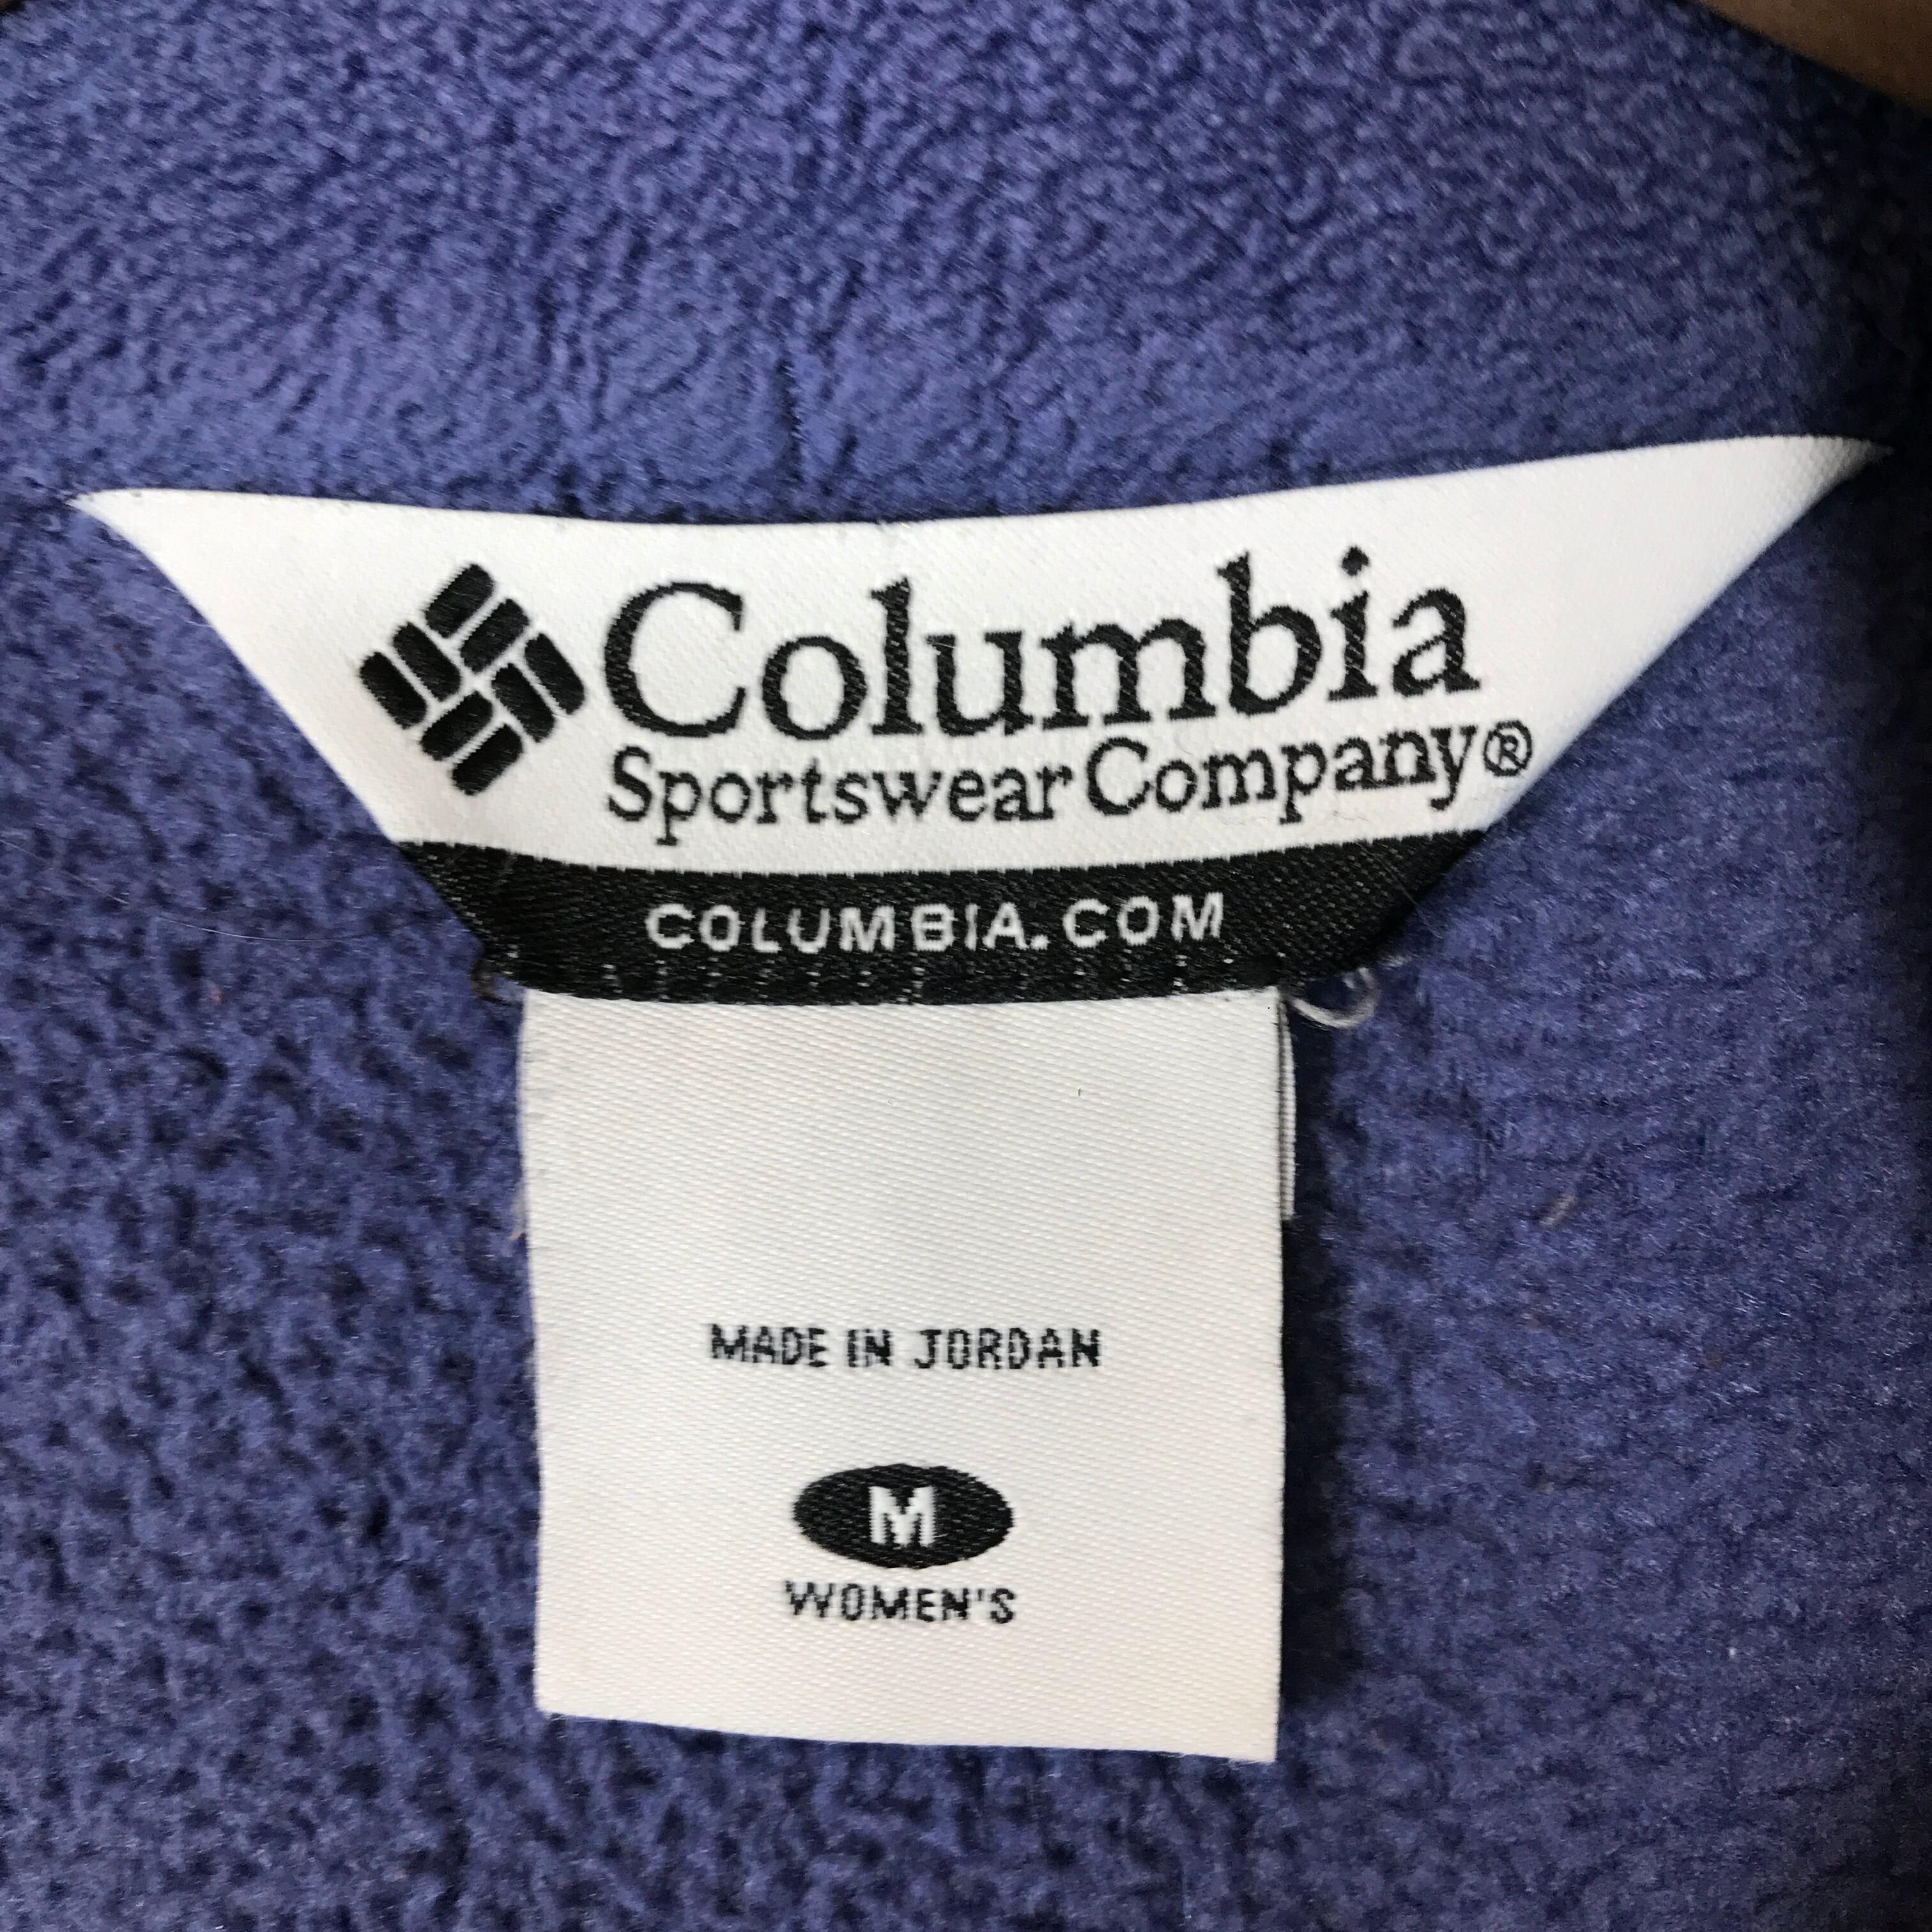 Columbia
Sportswear Company®
COLUMBIA.COM
MADE IN JORDAN
M
WOMEN'S